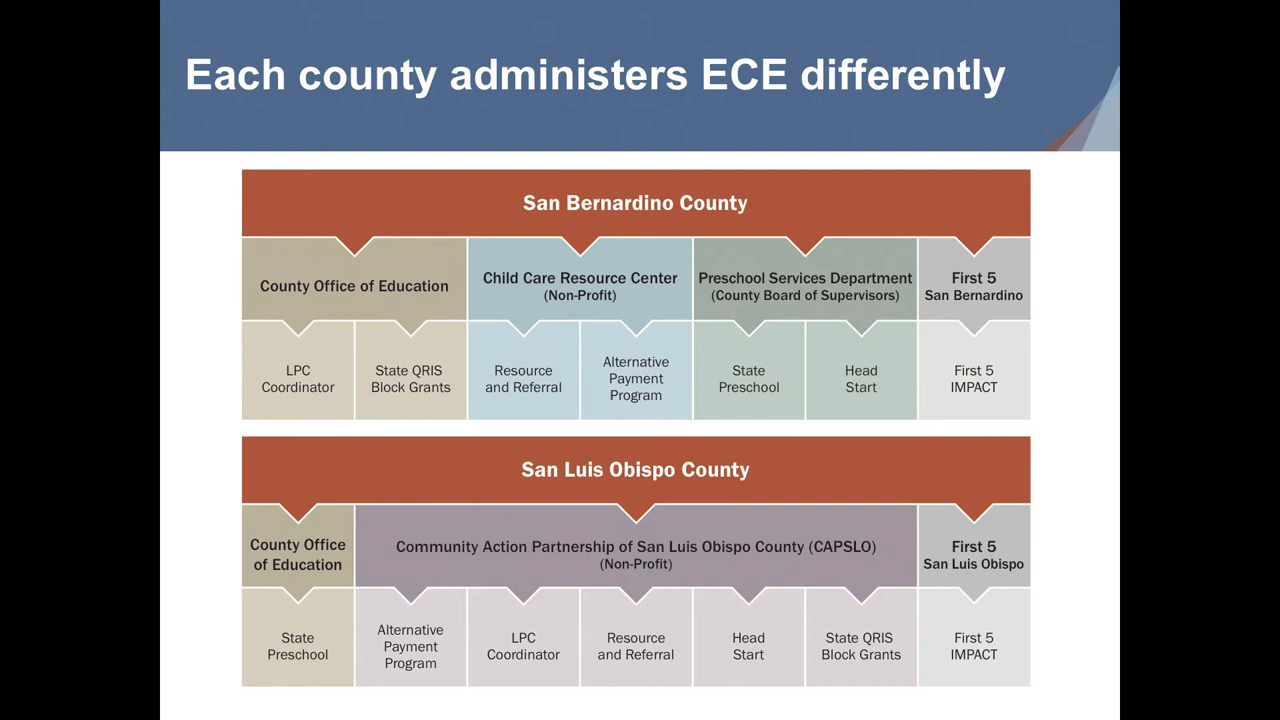 Each county administers ECE differently
San Bernardino County
County Office of Education
Child Care Resource Center
(Non-Profit)
Preschool Services Department
(County Board of Supervisors)
First 5
San Bernardino
LPC
Coordinator
State QRIS
Block Grants
Resource
and Referral
Alternative
Payment
Program
State
Preschool
Head
Start
First 5
IMPACT
San Luis Obispo County
County Office
of Education
Community Action Partnership of San Luis Obispo County (CAPSLO)
(Non-Profit)
First 5
San Luis Obispo
State
Preschool
Alternative
Payment
Program
LPC
Coordinator
Resource
and Referral
Head
Start
State QRIS
Block Grants
First 5
IMPACT